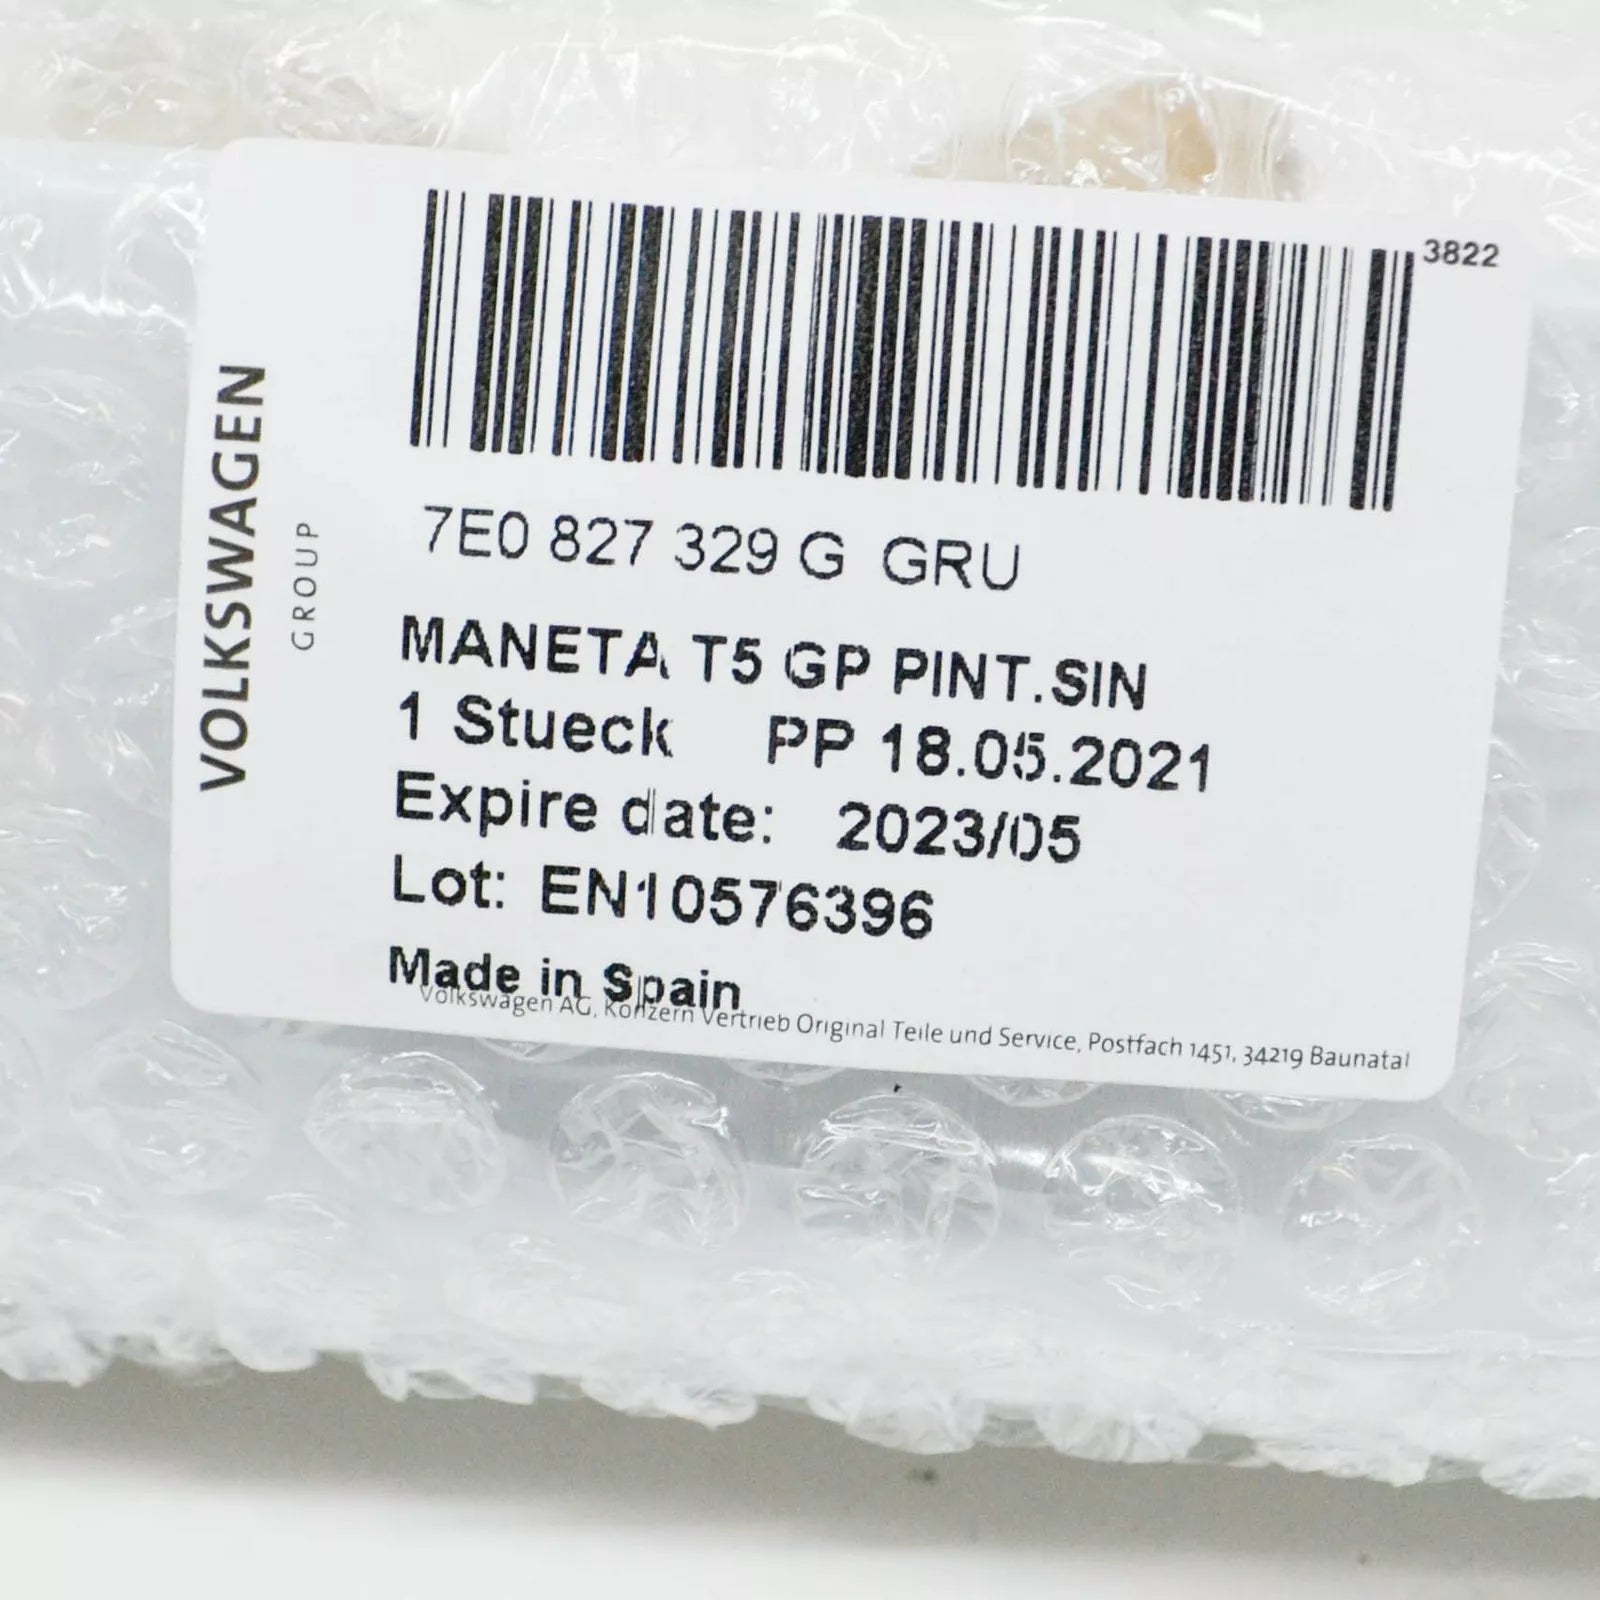 3822
VOLKSWAGEN
GROUP
7E0 827 329 G GRU
MANETA T5 GP PINT.SIN
1 Stueck PP 18.05.2021
Expire date: 2023/05
Lot: EN10576396
Made in Spain
Volkswagen AG, Konzern Vertrieb Original Teile und Service, Postfach 1451, 34219 Baunatal